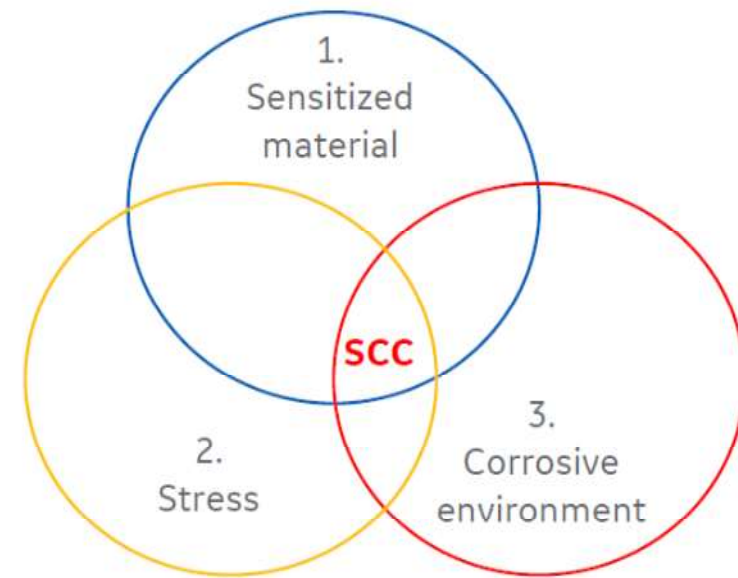 1.
Sensitized
material
SCC
2.
Stress
3.
Corrosive
environment